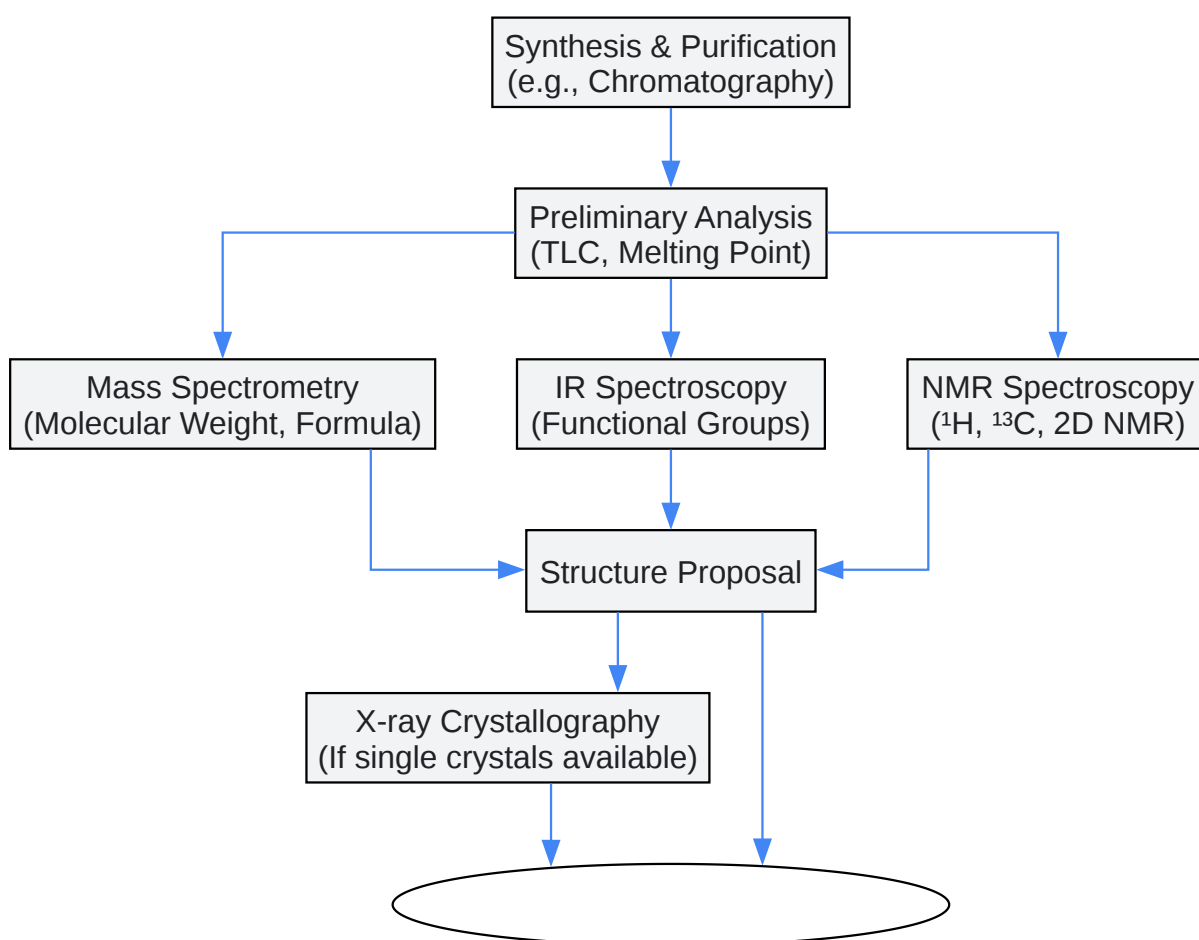 Synthesis & Purification
(e.g., Chromatography)
Preliminary Analysis
(TLC, Melting Point)
Mass Spectrometry
(Molecular Weight, Formula)
IR Spectroscopy
(Functional Groups)
NMR Spectroscopy
(¹H, ¹³C, 2D NMR)
Structure Proposal
X-ray Crystallography
(If single crystals available)